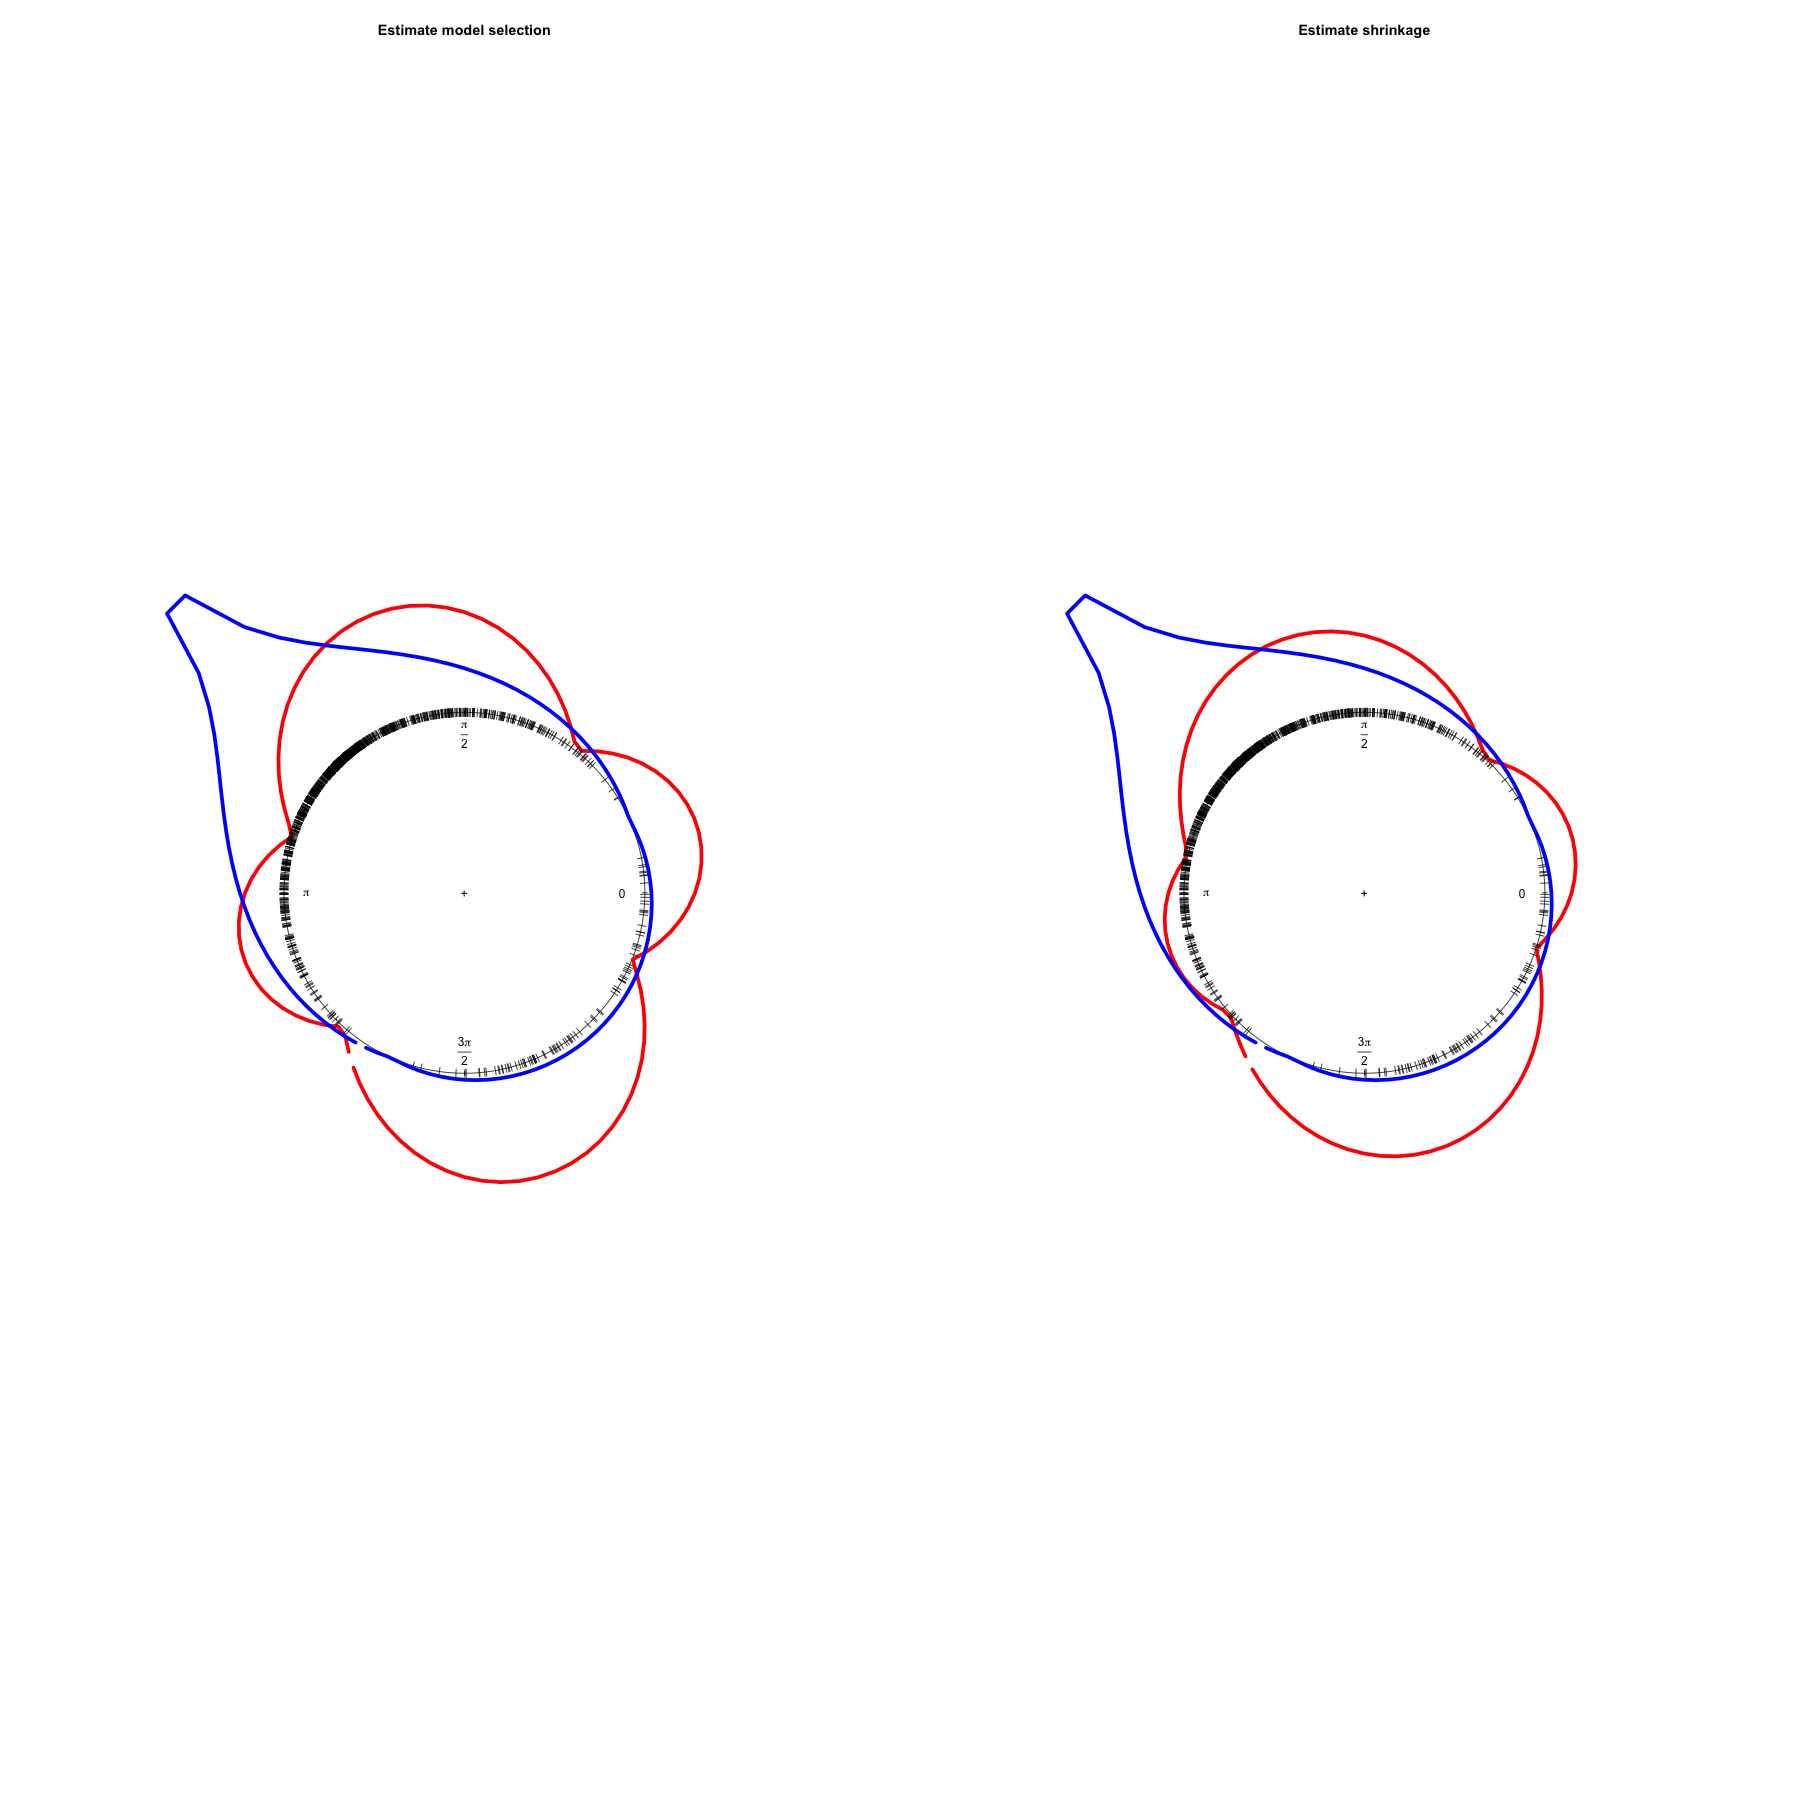 Estimate model selection
π
2
π
+
0
3π
2
Estimate shrinkage
π
2
π
+
0
3π
2